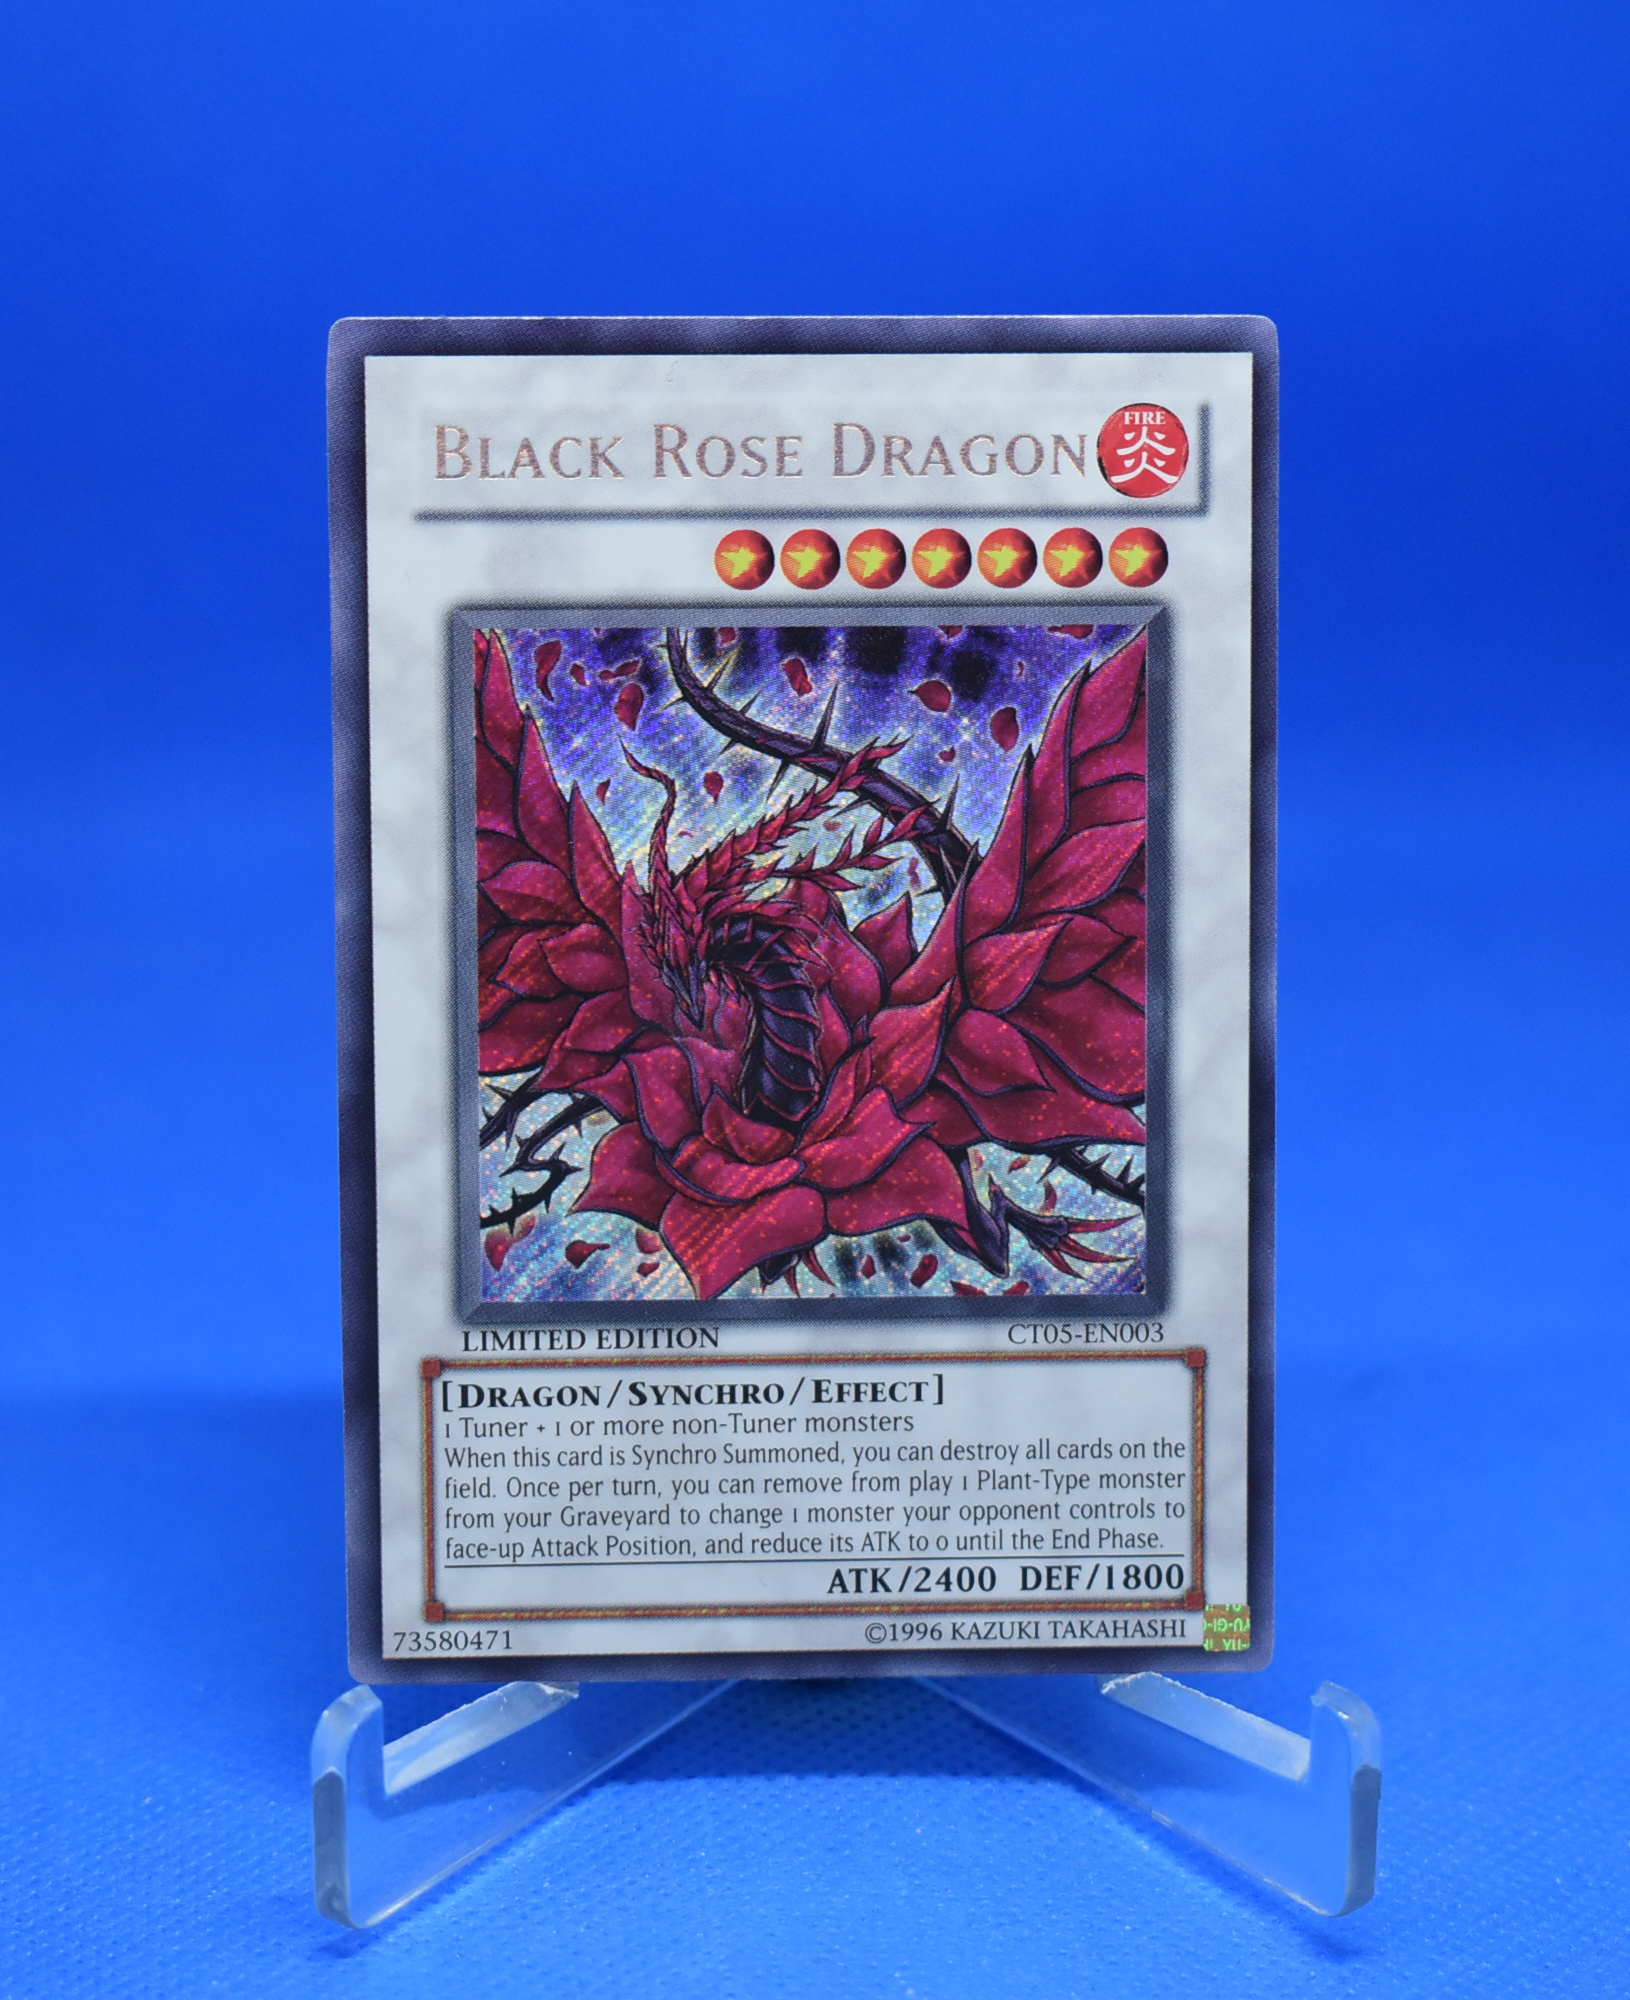 BLACK ROSE DRAGON
FIRE
炎
LIMITED EDITION
CT05-EN003
[DRAGON/SYNCHRO/EFFECT]
1 Tuner + 1 or more non-Tuner monsters
When this card is Synchro Summoned, you can destroy all cards on the
field. Once per turn, you can remove from play 1 Plant-Type monster
from your Graveyard to change 1 monster your opponent controls to
face-up Attack Position, and reduce its ATK to 0 until the End Phase.
ATK/2400 DEF/1800
73580471
©1996 KAZUKI TAKAHASHI